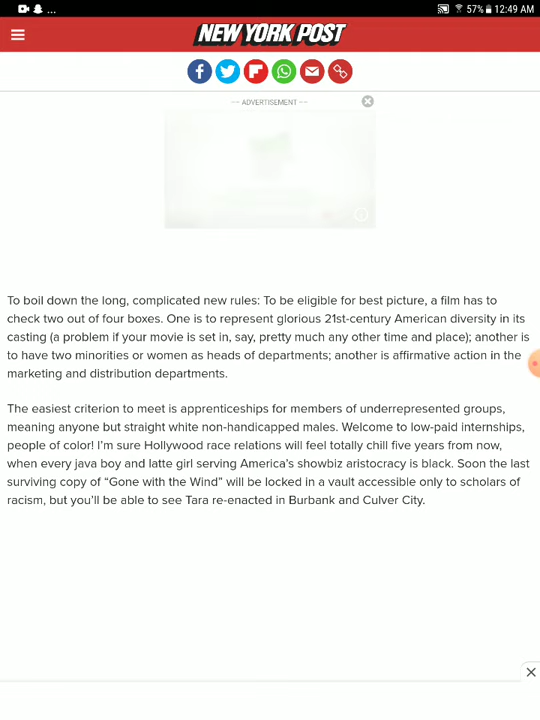 ... 57% 12:49 AM
NEW YORK POST
ADVERTISEMENT
To boil down the long, complicated new rules: To be eligible for best picture, a film has to
check two out of four boxes. One is to represent glorious 21st-century American diversity in its
casting (a problem if your movie is set in, say, pretty much any other time and place); another is
to have two minorities or women as heads of departments; another is affirmative action in the
marketing and distribution departments.
The easiest criterion to meet is apprenticeships for members of underrepresented groups,
meaning anyone but straight white non-handicapped males. Welcome to low-paid internships,
people of color! I’m sure Hollywood race relations will feel totally chill five years from now,
when every java boy and latte girl serving America’s showbiz aristocracy is black. Soon the last
surviving copy of “Gone with the Wind” will be locked in a vault accessible only to scholars of
racism, but you’ll be able to see Tara re-enacted in Burbank and Culver City.